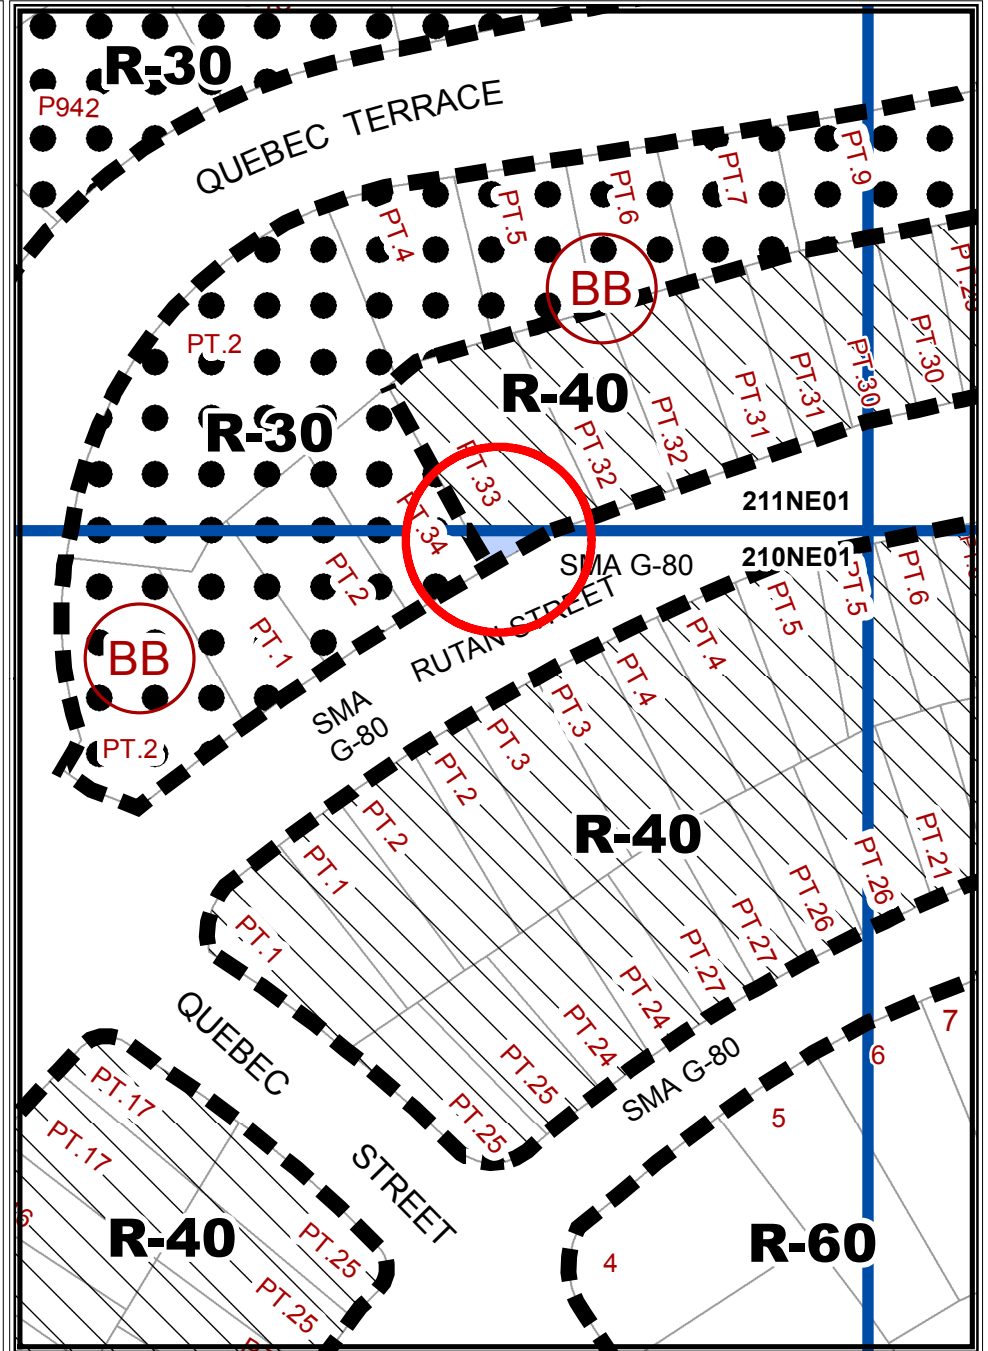 R-30
P942
QUEBEC TERRACE
PT.4
PT.5
PT.6
PT.7
PT.9
BB
PT.2
R-30
R-40
PT.33
PT.34
PT.32
PT.32
PT.31
PT.31
PT.30
PT.30
211NE01
210NE01
SMA G-80
RUTAN STREET
SMA
G-80
PT.2
PT.1
BB
PT.2
PT.5
PT.5
PT.6
PT.4
PT.4
PT.3
PT.3
PT.2
PT.2
PT.1
PT.1
R-40
PT.21
PT.26
PT.26
PT.27
PT.27
PT.24
PT.24
PT.25
PT.25
SMA G-80
QUEBEC
STREET
PT.17
PT.17
R-40
PT.25
PT.25
7
6
5
4
R-60